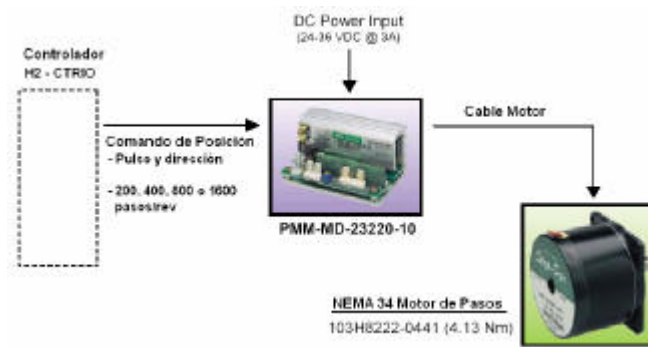 DC Power Input
(24-36 VDC @ 3A)
Controlador
H2 - CTRIO
Comando de Posición
- Pulso y dirección
- 200, 400, 800 o 1600
pasos/rev
Cable Motor
PMM-MD-23220-10
NEMA 34 Motor de Pasos
103H8222-0441 (4.13 Nm)